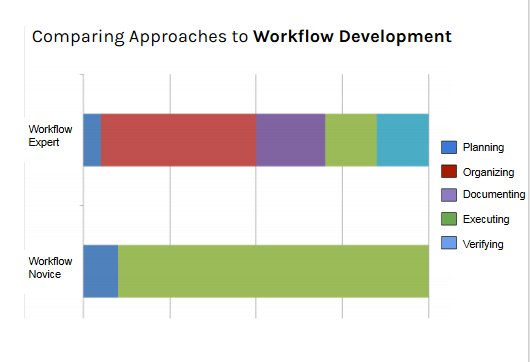 Comparing Approaches to Workflow Development
Workflow
Expert
Planning
Organizing
Documenting
Executing
Verifying
Workflow
Novice